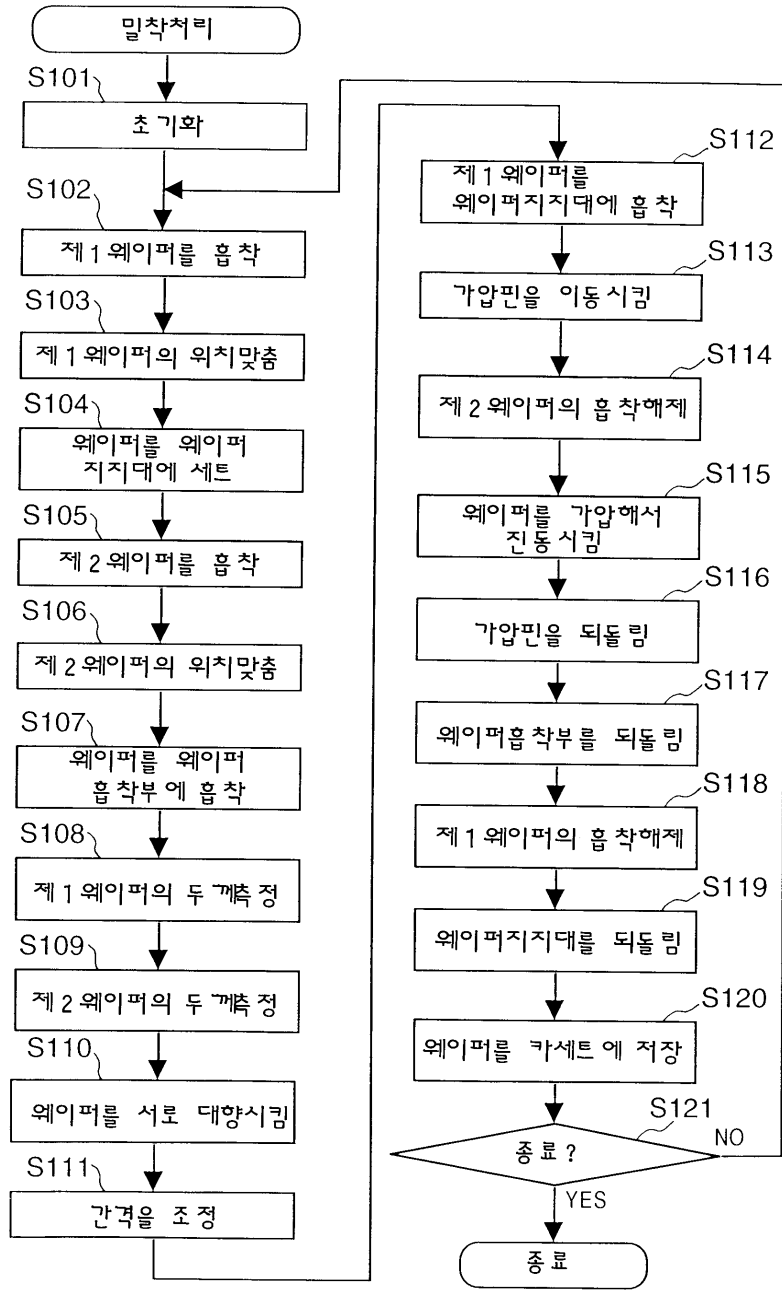 밀착처리
S101
초기화
S102
제1웨이퍼를 흡착
S103
제1웨이퍼의 위치맞춤
S104
웨이퍼를 웨이퍼
지지대에 세트
S105
제2웨이퍼를 흡착
S106
제2웨이퍼의 위치맞춤
S107
웨이퍼를 웨이퍼
흡착부에 흡착
S108
제1웨이퍼의 두께측정
S109
제2웨이퍼의 두께측정
S110
웨이퍼를 서로 대향시킴
S111
간격을 조정
S112
제1웨이퍼를
웨이퍼지지대에 흡착
S113
가압핀을 이동시킴
S114
제2웨이퍼의 흡착해제
S115
웨이퍼를 가압해서
진동시킴
S116
가압핀을 되돌림
S117
웨이퍼흡착부를 되돌림
S118
제1웨이퍼의 흡착해제
S119
웨이퍼지지대를 되돌림
S120
웨이퍼를 카세트에 저장
S121
종료?
NO
YES
종료